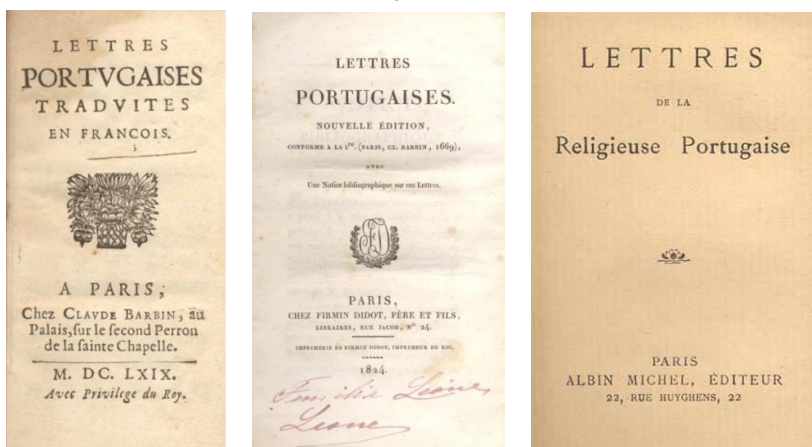 LETTRES
PORTVGAISES
TRADVITES
EN FRANCOIS.
A PARIS,
Chez CLAVDE BARBIN, au
Palais, ſur le ſecond Perron
de la ſainte Chapelle.
M. DC. LXIX.
Avec Privilege du Roy.
LETTRES
PORTUGAISES.
NOUVELLE ÉDITION,
CONFORME A LA 1re. (PARIS, CL. BARBIN, 1669),
AVEC
Une Notice bibliographique sur ces Lettres.
PARIS,
CHEZ FIRMIN DIDOT, PÈRE ET FILS,
LIBRAIRES, RUE JACOB, N° 24.
IMPRIMERIE DE FIRMIN DIDOT, IMPRIMEUR DU ROI.
1824.
Familia Leone
Leone
LETTRES
DE LA
Religieuse Portugaise
PARIS
ALBIN MICHEL, ÉDITEUR
22, RUE HUYGHENS, 22